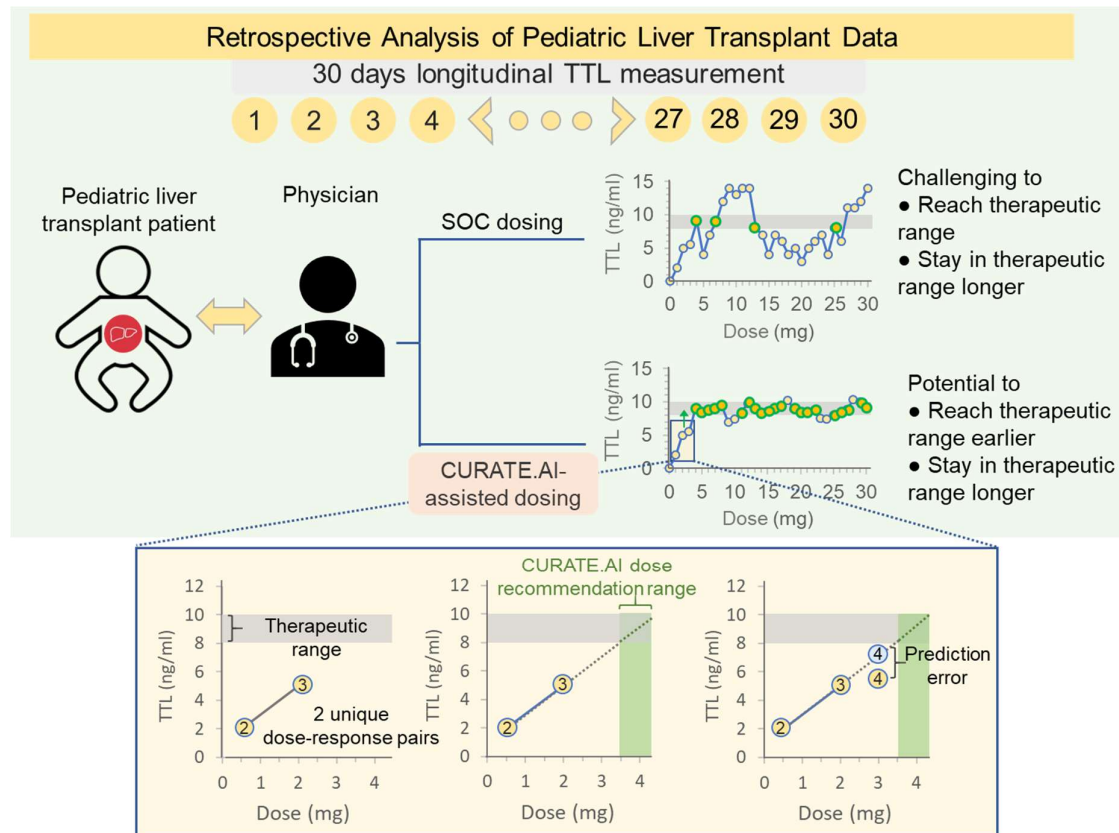 Retrospective Analysis of Pediatric Liver Transplant Data
30 days longitudinal TTL measurement
1 2 3 4 27 28 29 30
Pediatric liver
transplant patient
Physician
SOC dosing
CURATE.AI-
assisted dosing
TTL (ng/ml)
15
10
5
0
0 5 10 15 20 25 30
Dose (mg)
Challenging to
● Reach therapeutic
range
● Stay in therapeutic
range longer
TTL (ng/ml)
15
10
5
0
0 5 10 15 20 25 30
Dose (mg)
Potential to
● Reach therapeutic
range earlier
● Stay in therapeutic
range longer
TTL (ng/ml)
12
10
8
6
4
2
0
Therapeutic
range
2
3
2 unique
dose-response pairs
0 1 2 3 4
Dose (mg)
CURATE.AI dose
recommendation range
TTL (ng/ml)
12
10
8
6
4
2
0
2
3
0 1 2 3 4
Dose (mg)
TTL (ng/ml)
12
10
8
6
4
2
0
2
3
4
4
Prediction
error
0 1 2 3 4
Dose (mg)